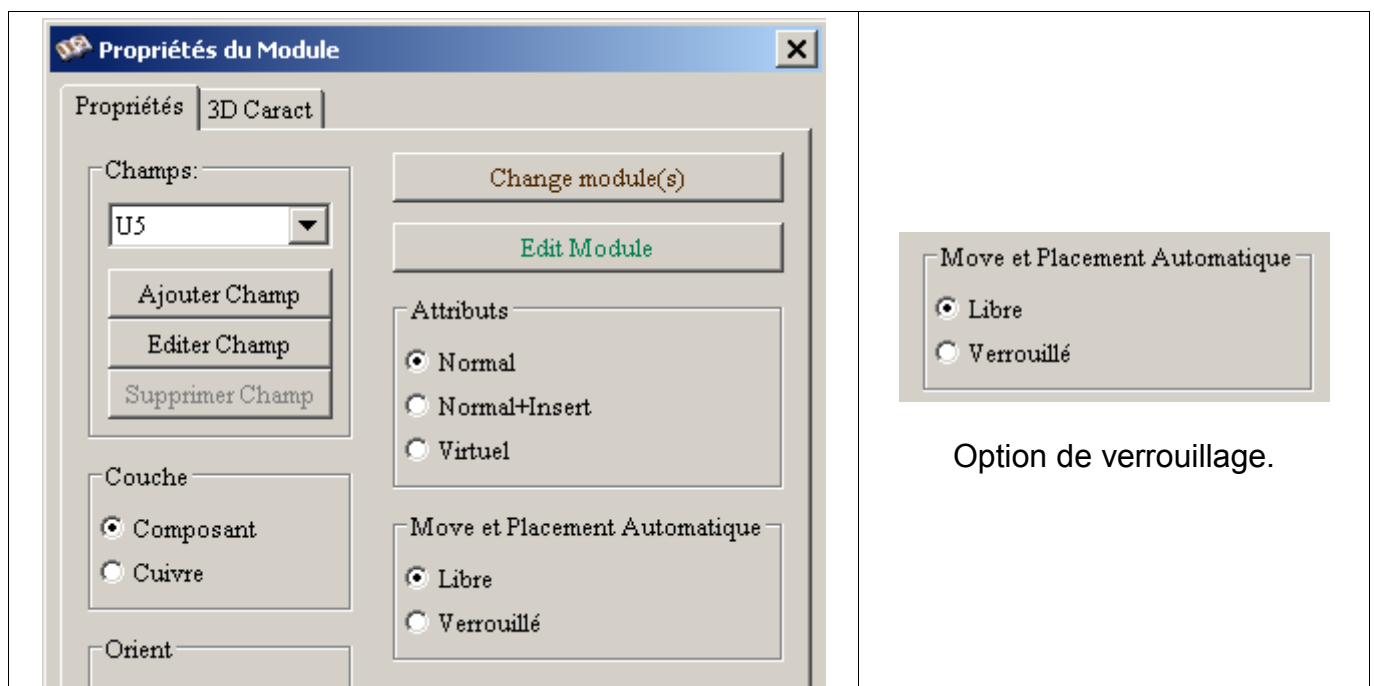 Propriétés du Module
Propriétés
3D Caract
Champs:
U5
Ajouter Champ
Editer Champ
Supprimer Champ
Couche
Composant
Cuivre
Orient
Change module(s)
Edit Module
Attributs
Normal
Normal+Insert
Virtuel
Move et Placement Automatique
Libre
Verrouillé
Move et Placement Automatique
Libre
Verrouillé
Option de verrouillage.